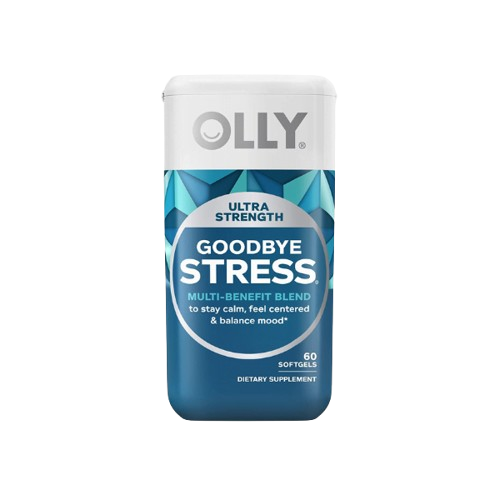 OLLY®
ULTRA
STRENGTH
GOODBYE
STRESS®
MULTI-BENEFIT BLEND
to stay calm, feel centered
& balance mood*
60
SOFTGELS
DIETARY SUPPLEMENT